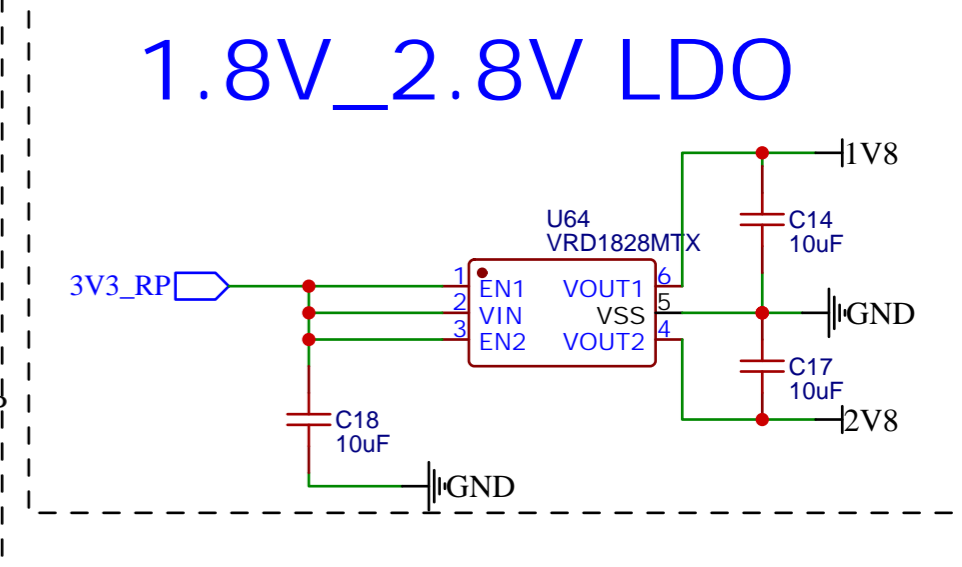 1.8V_2.8V LDO
1V8
C14
10uF
U64
VRD1828MTX
3V3_RP
1
EN1
VOUT1
6
2
VIN
VSS
5
GND
3
EN2
VOUT2
4
C17
10uF
2V8
C18
10uF
GND